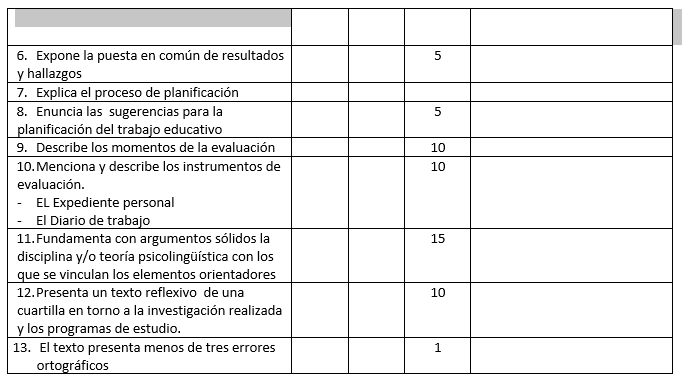 6. Expone la puesta en común de resultados
y hallazgos
5
7. Explica el proceso de planificación
8. Enuncia las sugerencias para la
planificación del trabajo educativo
5
9. Describe los momentos de la evaluación
10
10. Menciona y describe los instrumentos de
evaluación.
- EL Expediente personal
- El Diario de trabajo
10
11. Fundamenta con argumentos sólidos la
disciplina y/o teoría psicolingüística con los
que se vinculan los elementos orientadores
15
12. Presenta un texto reflexivo de una
cuartilla en torno a la investigación realizada
y los programas de estudio.
10
13. El texto presenta menos de tres errores
ortográficos
1